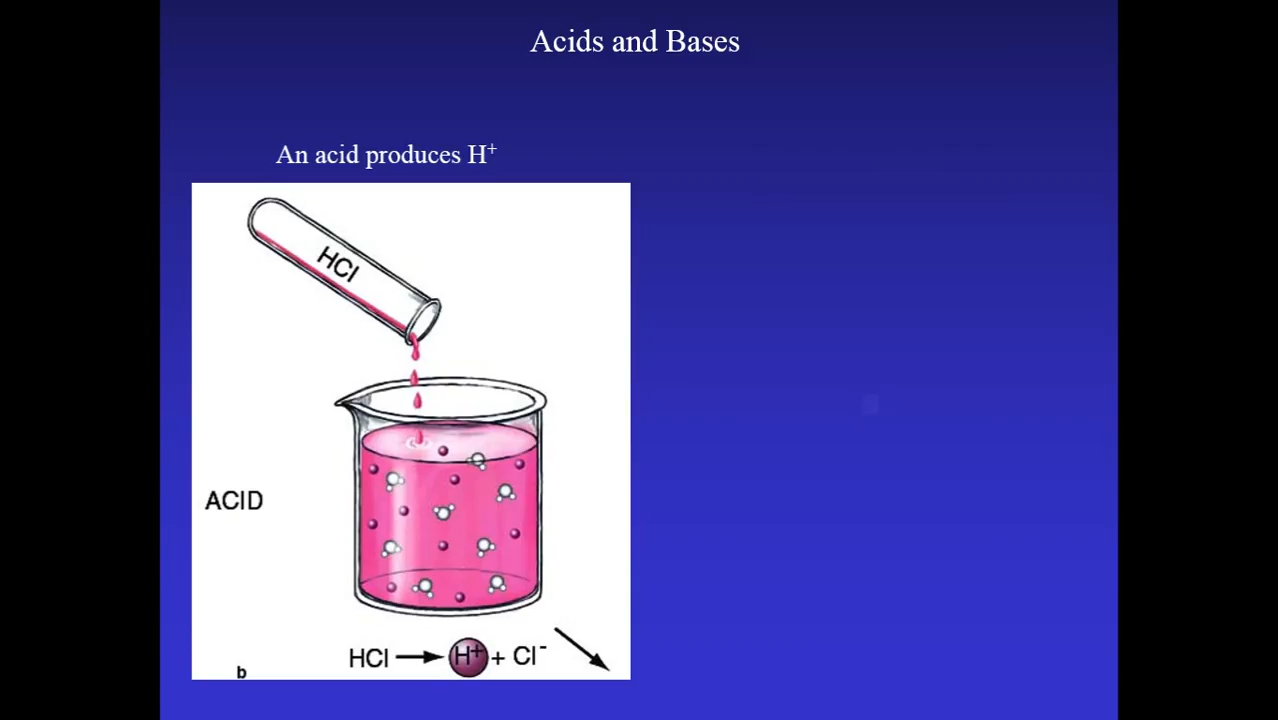 Acids and Bases
An acid produces H⁺
HCl
ACID
HCl → H⁺ + Cl⁻
b